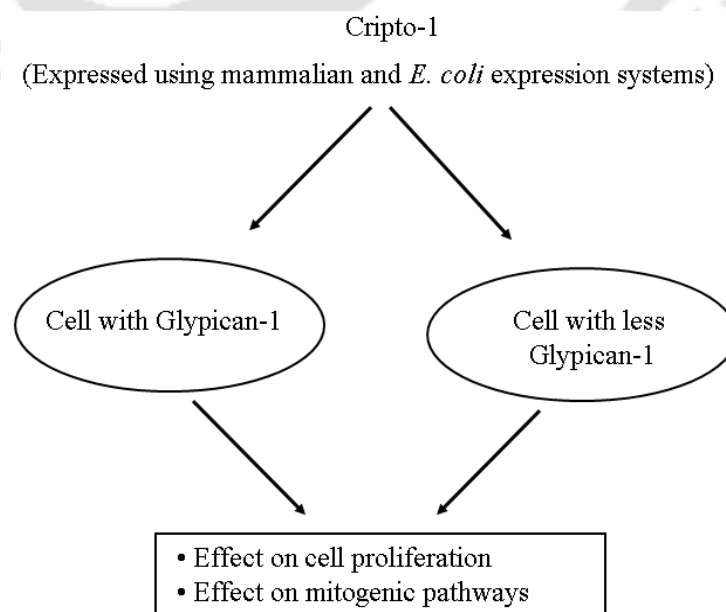 Cripto-1
(Expressed using mammalian and E. coli expression systems)
Cell with Glypican-1
Cell with less
Glypican-1
• Effect on cell proliferation
• Effect on mitogenic pathways